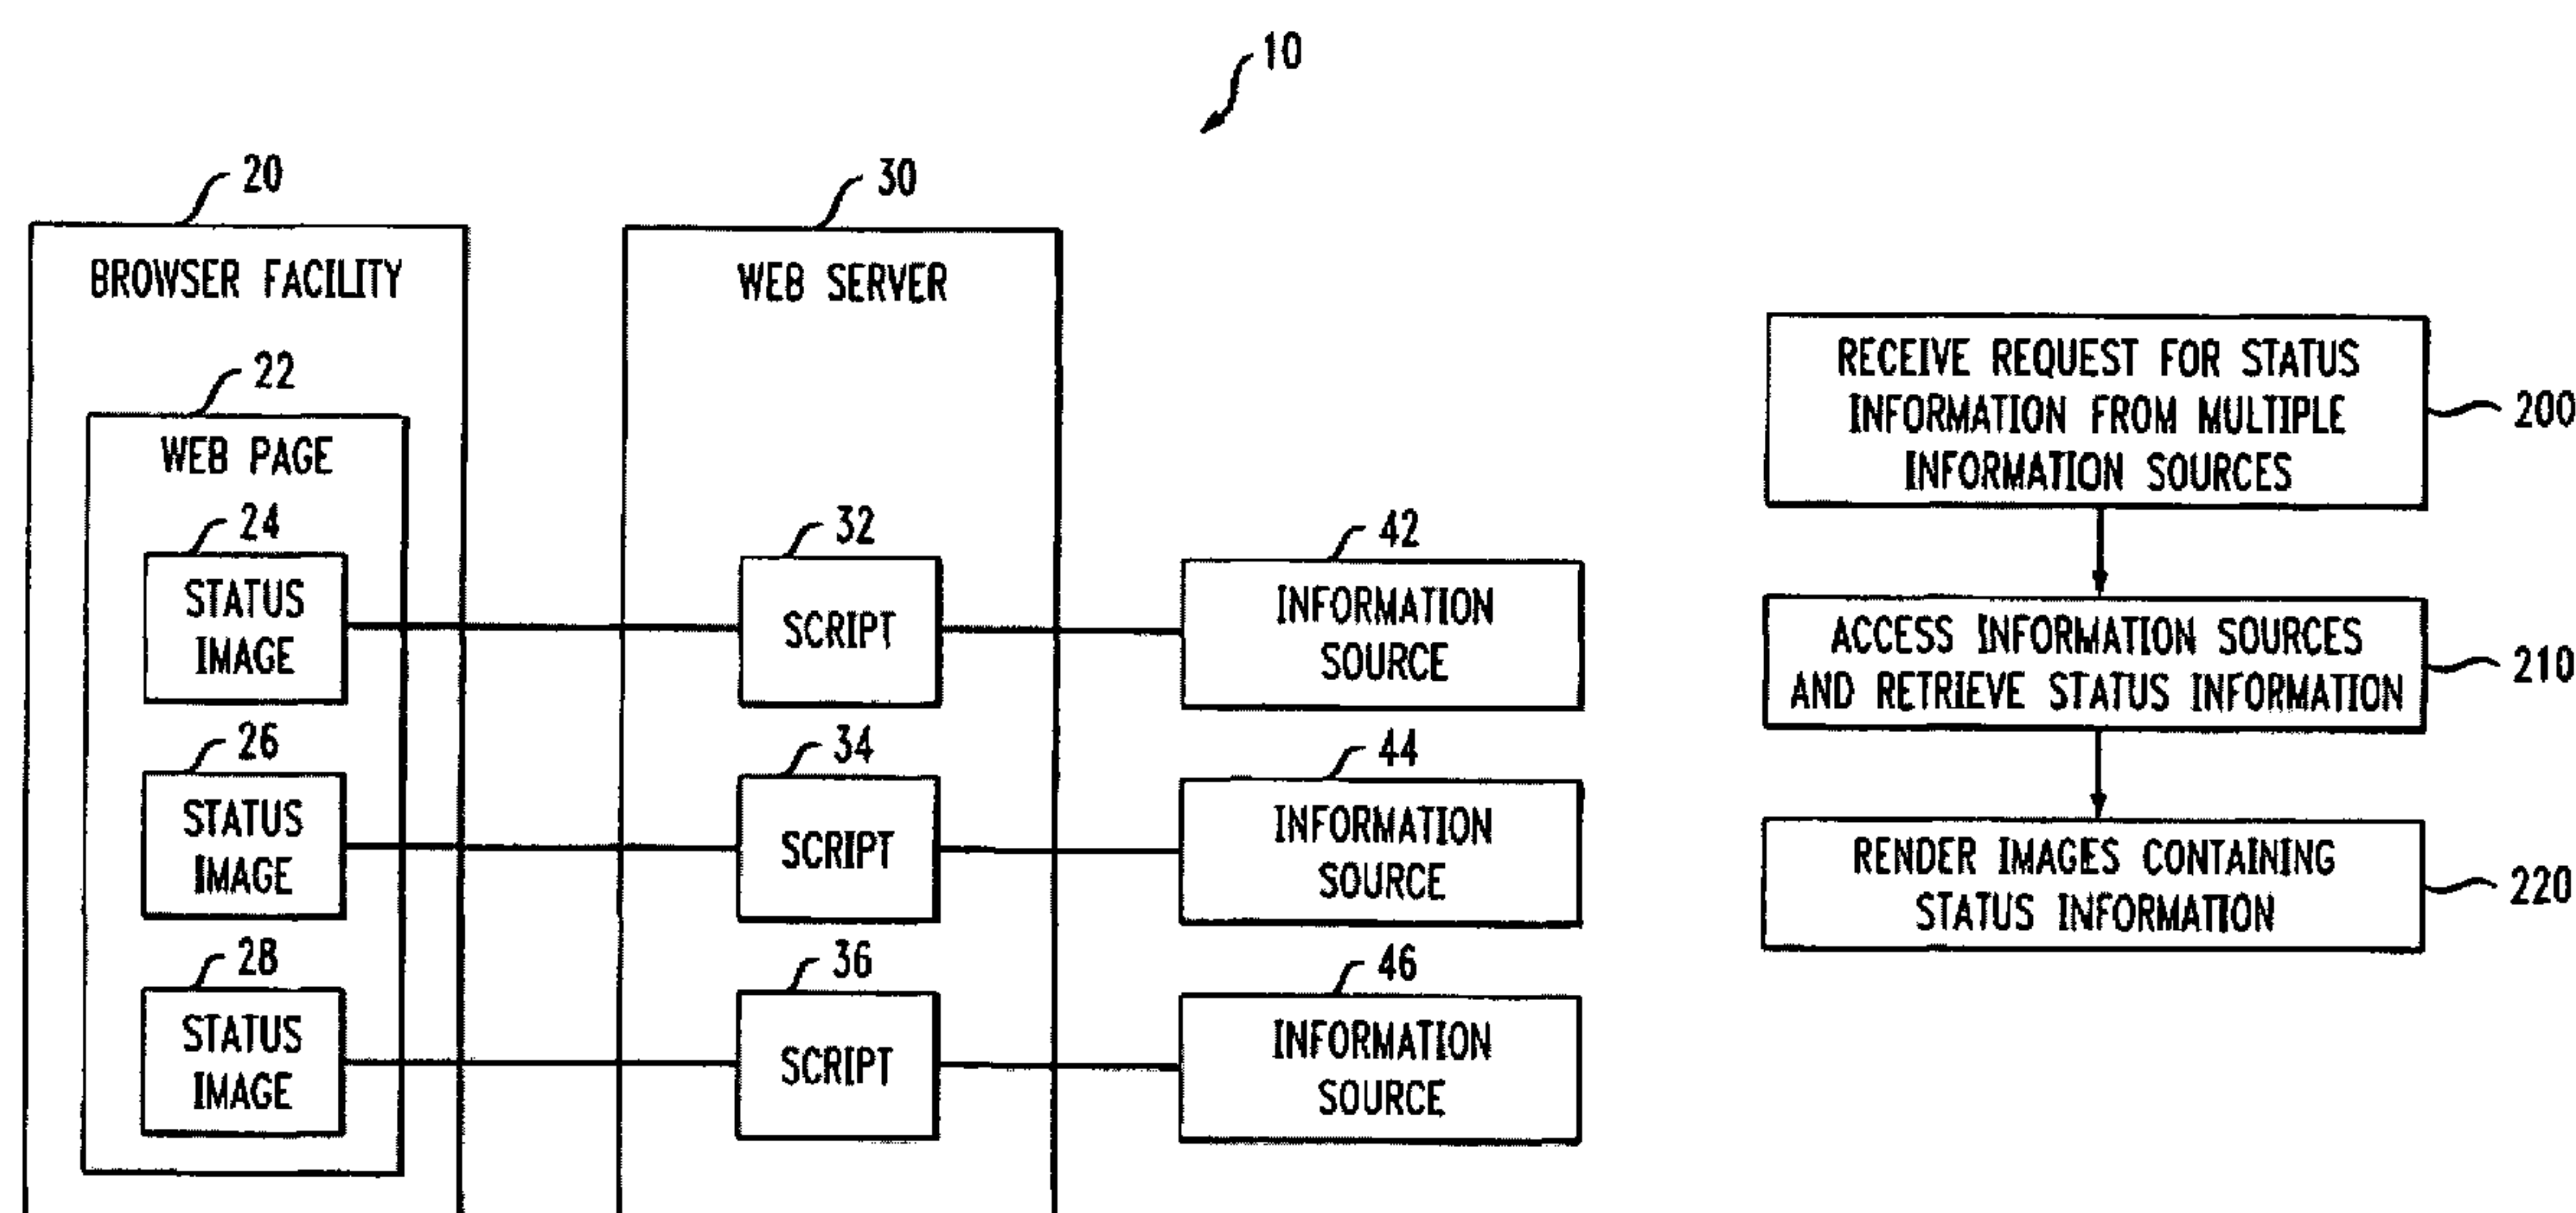 10
20
BROWSER FACILITY
22
WEB PAGE
24
STATUS
IMAGE
26
STATUS
IMAGE
28
STATUS
IMAGE
30
WEB SERVER
32
SCRIPT
34
SCRIPT
36
SCRIPT
42
INFORMATION
SOURCE
44
INFORMATION
SOURCE
46
INFORMATION
SOURCE
RECEIVE REQUEST FOR STATUS
INFORMATION FROM MULTIPLE
INFORMATION SOURCES
200
ACCESS INFORMATION SOURCES
AND RETRIEVE STATUS INFORMATION
210
RENDER IMAGES CONTAINING
STATUS INFORMATION
220